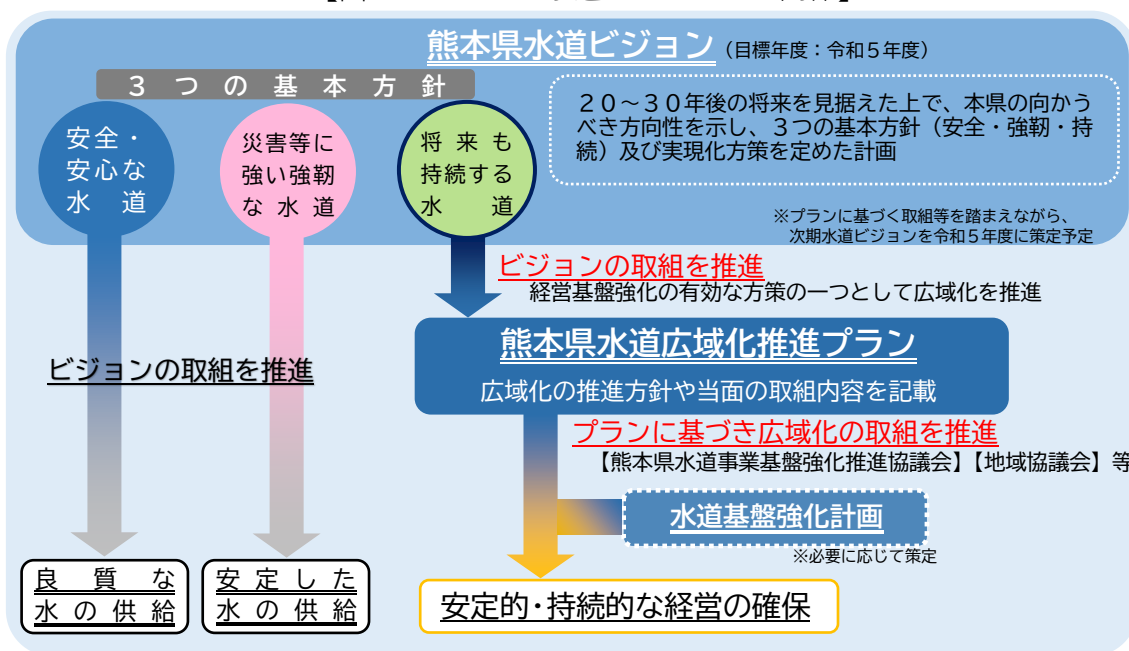 熊本県水道ビジョン（目標年度：令和５年度）
３つの基本方針
安全・
安心な
水道
災害等に
強い強靭
な水道
将来も
持続する
水道
２０～３０年後の将来を見据えた上で、本県の向かう
べき方向性を示し、３つの基本方針（安全・強靭・持
続）及び実現化方策を定めた計画
※プランに基づく取組等を踏まえながら、
次期水道ビジョンを令和５年度に策定予定
ビジョンの取組を推進
経営基盤強化の有効な方策の一つとして広域化を推進
熊本県水道広域化推進プラン
広域化の推進方針や当面の取組内容を記載
ビジョンの取組を推進
プランに基づき広域化の取組を推進
【熊本県水道事業基盤強化推進協議会】【地域協議会】等
水道基盤強化計画
※必要に応じて策定
良質な
水の供給
安定した
水の供給
安定的・持続的な経営の確保